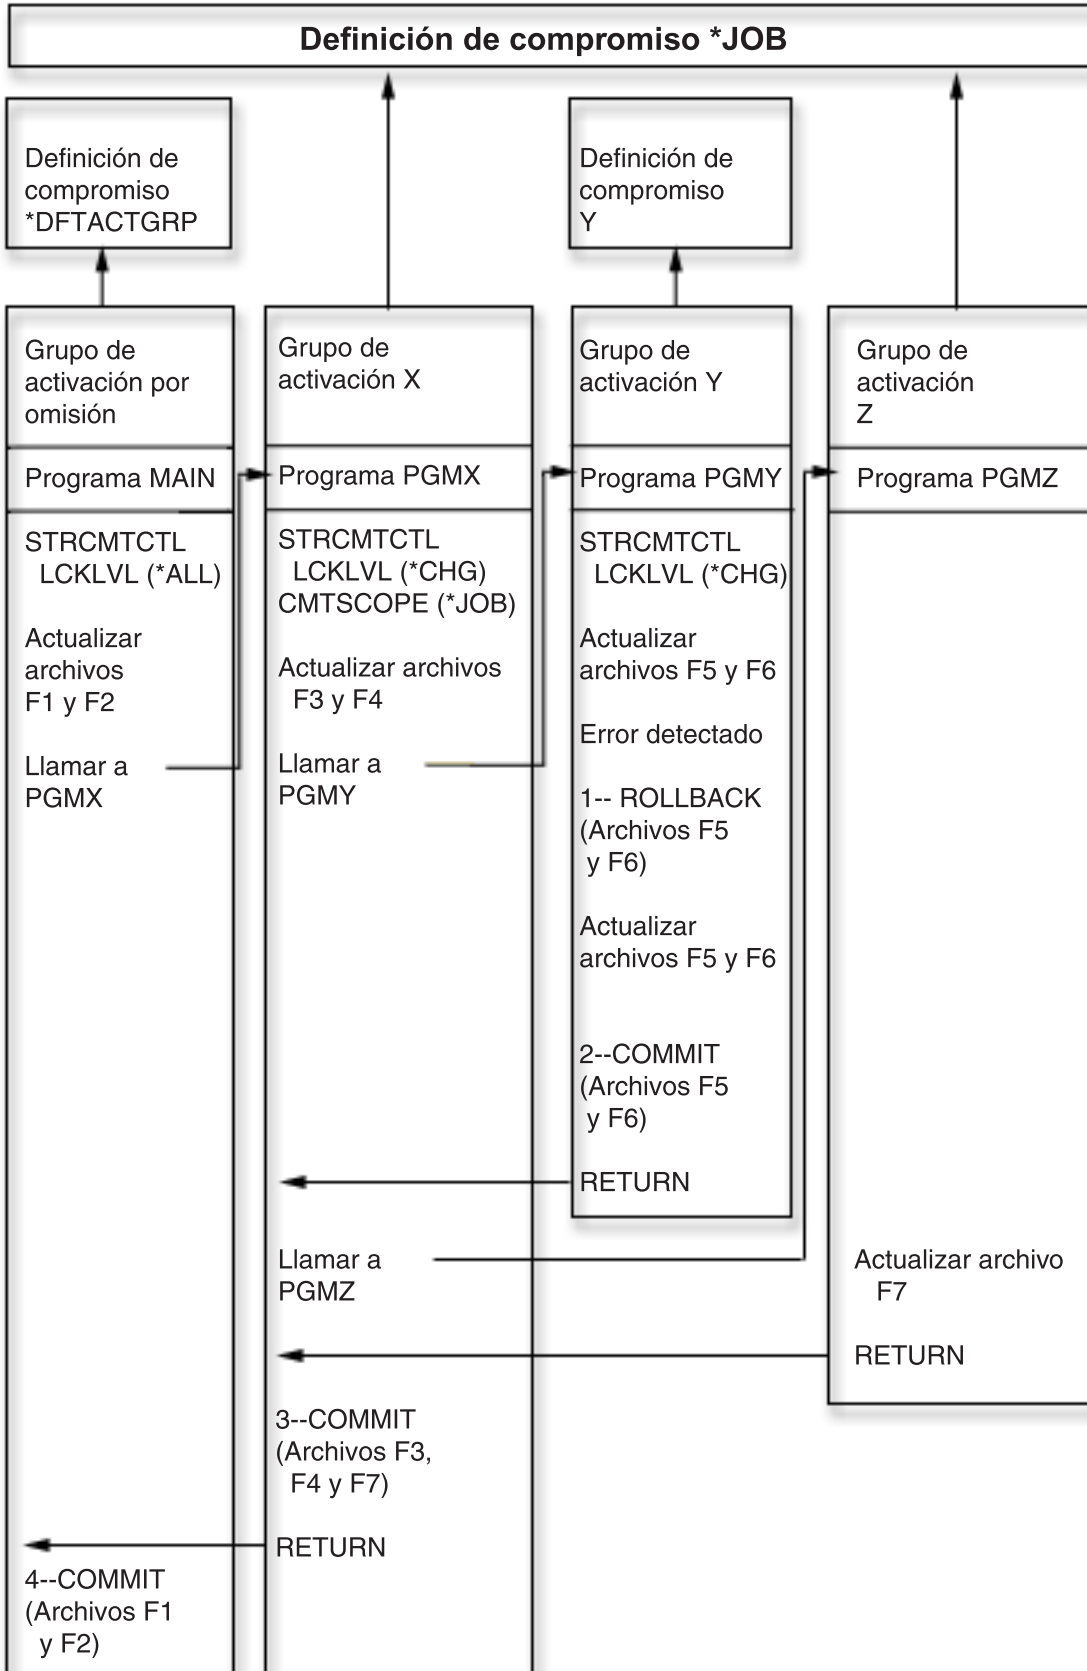 Definición de compromiso *JOB
Definición de
compromiso
*DFTACTGRP
Definición de
compromiso
Y
Grupo de
activación por
omisión
Programa MAIN
STRCMTCTL
LCKLVL (*ALL)
Actualizar
archivos
F1 y F2
Llamar a
PGMX
4--COMMIT
(Archivos F1
y F2)
Grupo de
activación X
Programa PGMX
STRCMTCTL
LCKLVL (*CHG)
CMTSCOPE (*JOB)
Actualizar archivos
F3 y F4
Llamar a
PGMY
Llamar a
PGMZ
3--COMMIT
(Archivos F3,
F4 y F7)
RETURN
Grupo de
activación Y
Programa PGMY
STRCMTCTL
LCKLVL (*CHG)
Actualizar
archivos F5 y F6
Error detectado
1-- ROLLBACK
(Archivos F5
y F6)
Actualizar
archivos F5 y F6
2--COMMIT
(Archivos F5
y F6)
RETURN
Grupo de
activación
Z
Programa PGMZ
Actualizar archivo
F7
RETURN